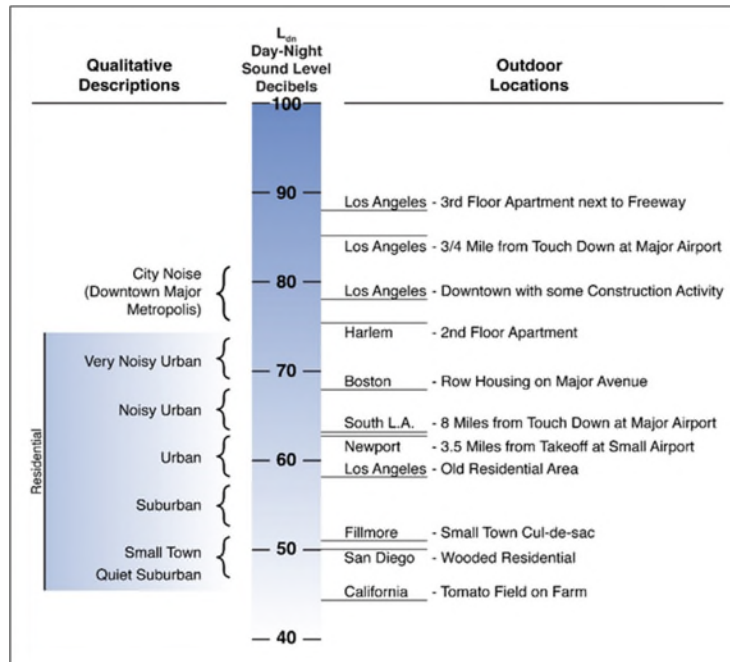 Qualitative
Descriptions
Ldn
Day-Night
Sound Level
Decibels
Outdoor
Locations
100
90
Los Angeles - 3rd Floor Apartment next to Freeway
Los Angeles - 3/4 Mile from Touch Down at Major Airport
City Noise
(Downtown Major
Metropolis)
80
Los Angeles - Downtown with some Construction Activity
Harlem - 2nd Floor Apartment
Very Noisy Urban
70
Boston - Row Housing on Major Avenue
Noisy Urban
South L.A. - 8 Miles from Touch Down at Major Airport
Newport - 3.5 Miles from Takeoff at Small Airport
Urban
60
Los Angeles - Old Residential Area
Residential
Suburban
Fillmore - Small Town Cul-de-sac
Small Town
50
San Diego - Wooded Residential
Quiet Suburban
California - Tomato Field on Farm
40